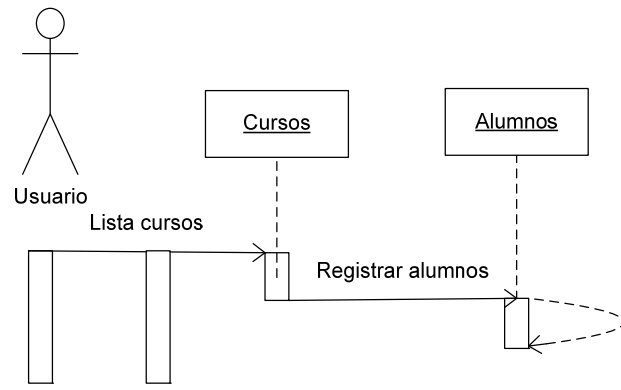 Cursos
Alumnos
Usuario
Lista cursos
Registrar alumnos